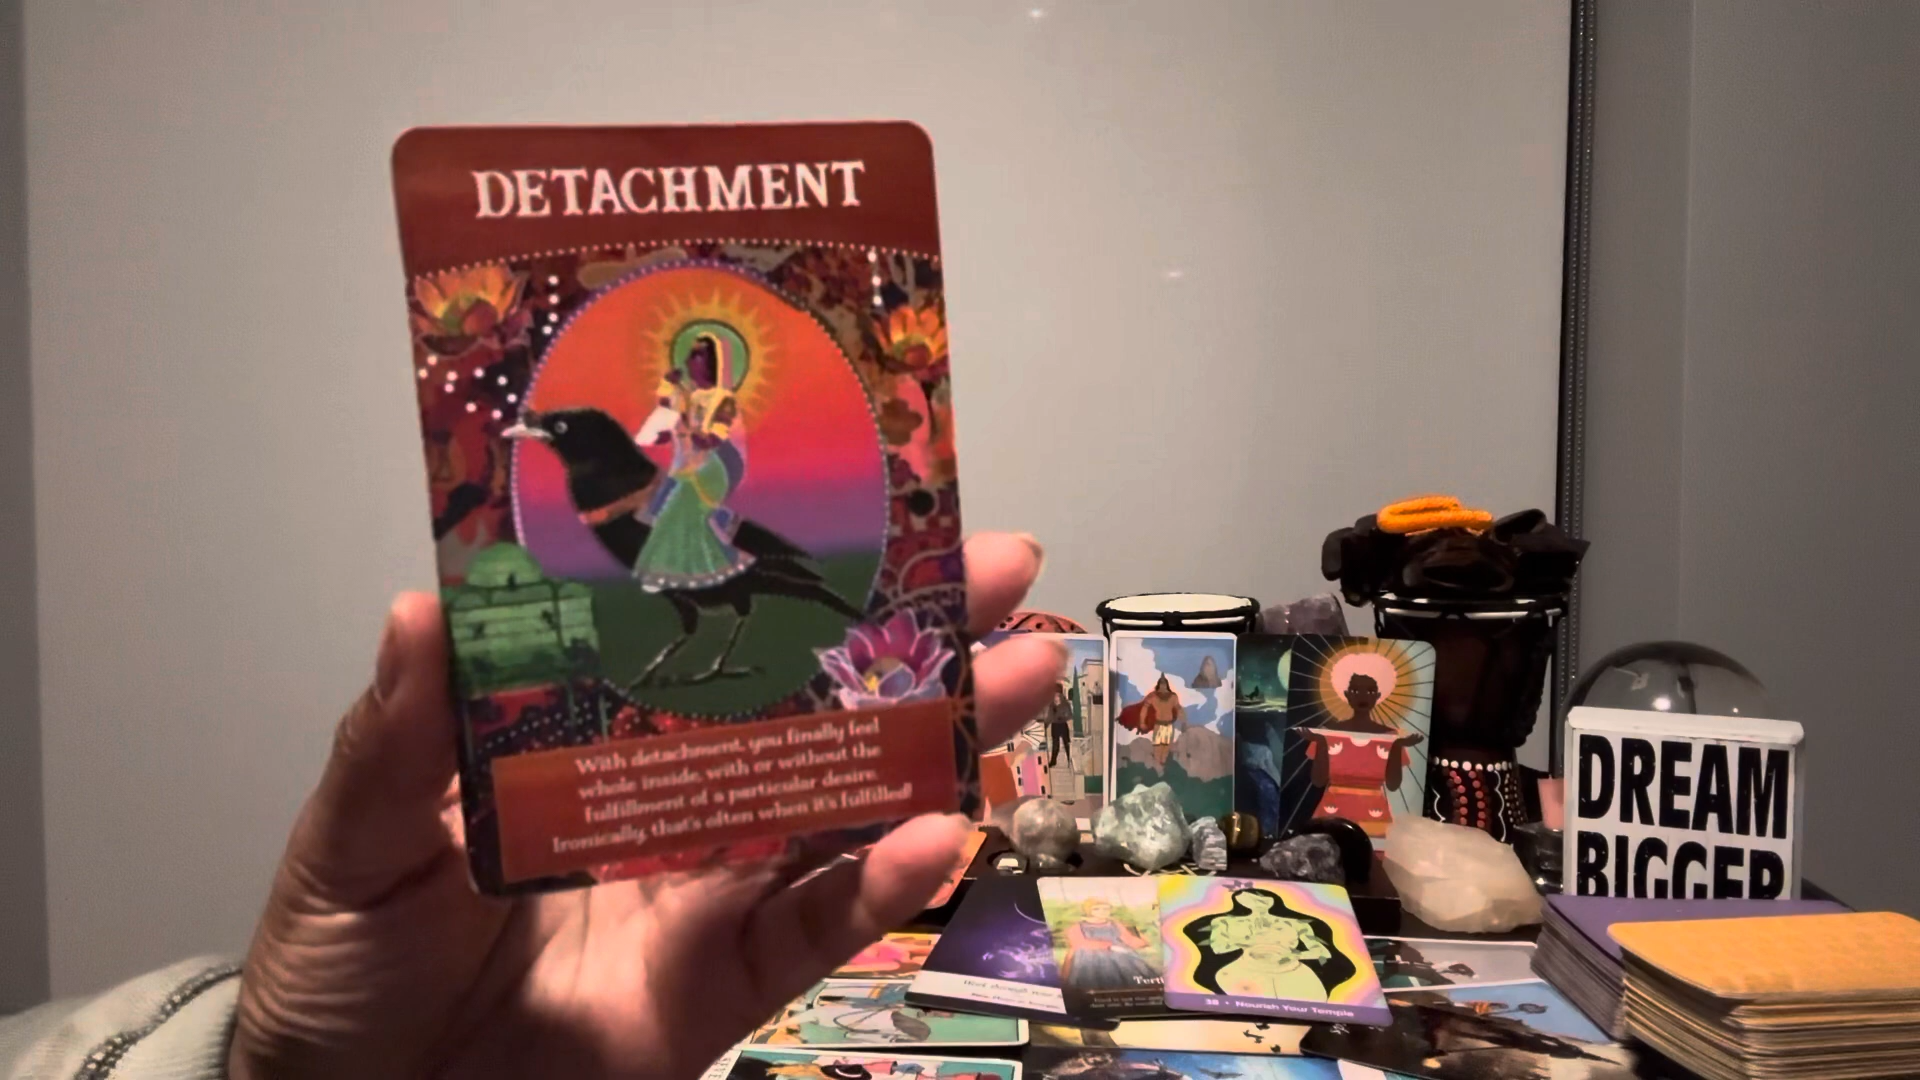 DETACHMENT
With detachment, you finally feel
whole inside, with or without the
fulfillment of a particular desire.
Ironically, that's often when it's fulfilled!
DREAM
BIGGER
38 • Nourish Your Temple